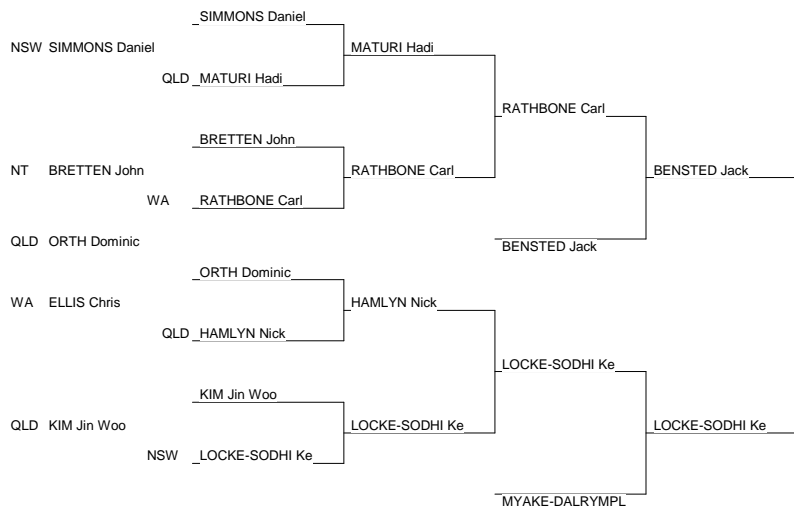 SIMMONS Daniel
NSW SIMMONS Daniel MATURI Hadi
QLD MATURI Hadi
RATHBONE Carl
BRETTEN John
NT BRETTEN John RATHBONE Carl BENSTED Jack
WA RATHBONE Carl
QLD ORTH Dominic
BENSTED Jack
ORTH Dominic
WA ELLIS Chris HAMLYN Nick
QLD HAMLYN Nick
LOCKE-SODHI Ke
KIM Jin Woo
QLD KIM Jin Woo LOCKE-SODHI Ke LOCKE-SODHI Ke
NSW LOCKE-SODHI Ke
MYAKE-DALRYMPL